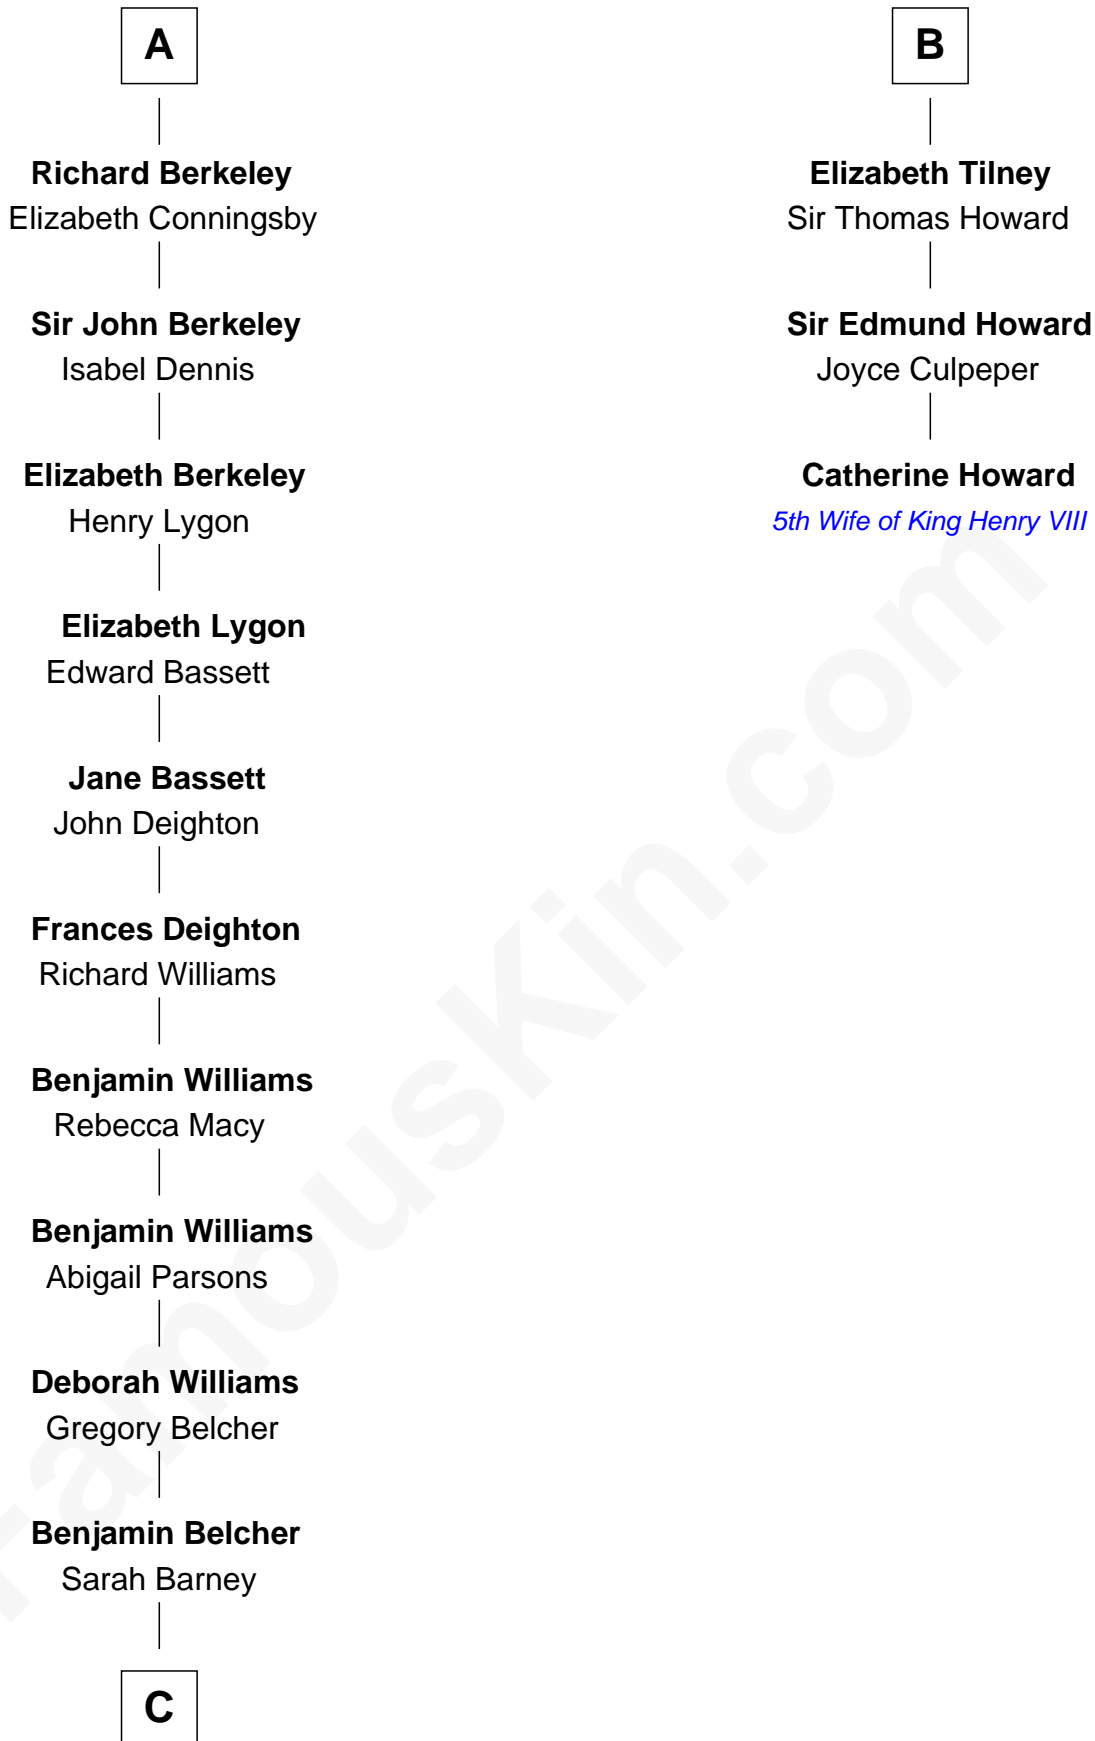 A
Richard Berkeley
Elizabeth Conningsby
Sir John Berkeley
Isabel Dennis
Elizabeth Berkeley
Henry Lygon
Elizabeth Lygon
Edward Bassett
Jane Bassett
John Deighton
Frances Deighton
Richard Williams
Benjamin Williams
Rebecca Macy
Benjamin Williams
Abigail Parsons
Deborah Williams
Gregory Belcher
Benjamin Belcher
Sarah Barney
C
B
Elizabeth Tilney
Sir Thomas Howard
Sir Edmund Howard
Joyce Culpeper
Catherine Howard
5th Wife of King Henry VIII
FamousKin.com